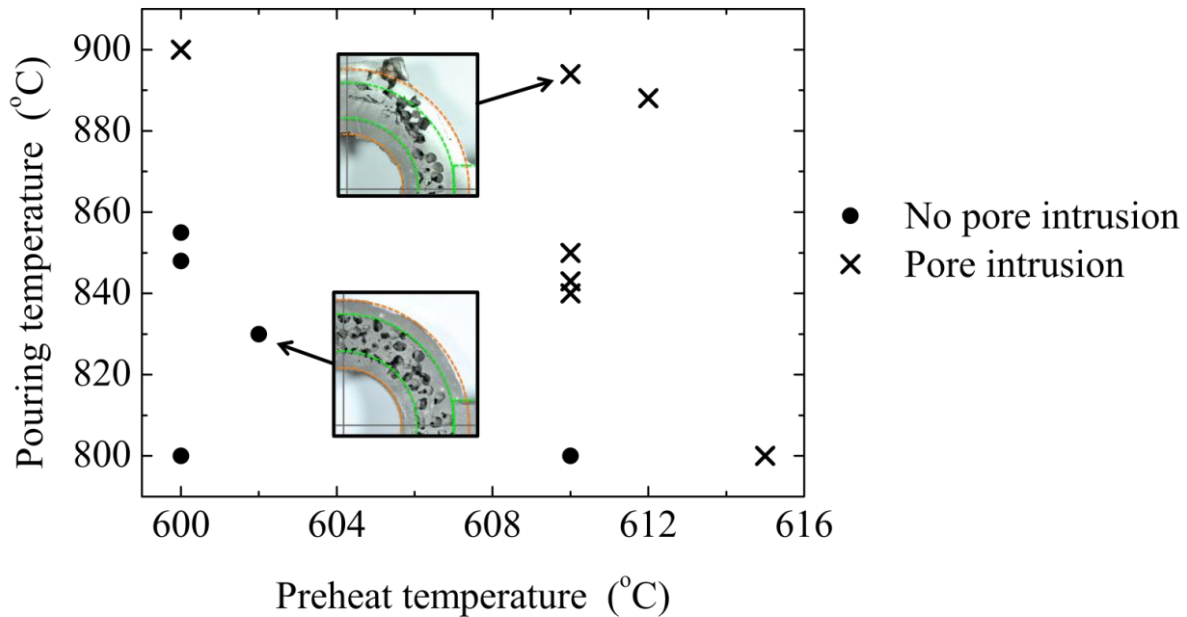 900
880
860
840
820
800
Pouring temperature (°C)
600
604
608
612
616
Preheat temperature (°C)
No pore intrusion
Pore intrusion